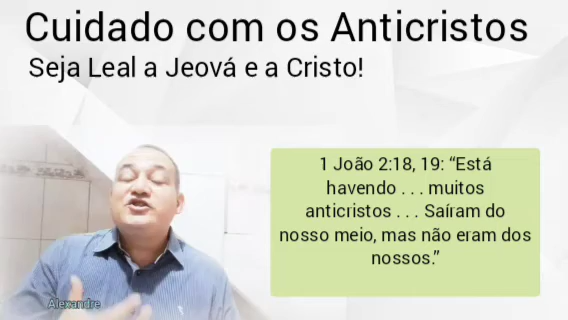 Cuidado com os Anticristos
Seja Leal a Jeová e a Cristo!
1 João 2:18, 19: “Está
havendo . . . muitos
anticristos . . . Saíram do
nosso meio, mas não eram dos
nossos.”
Alexandre